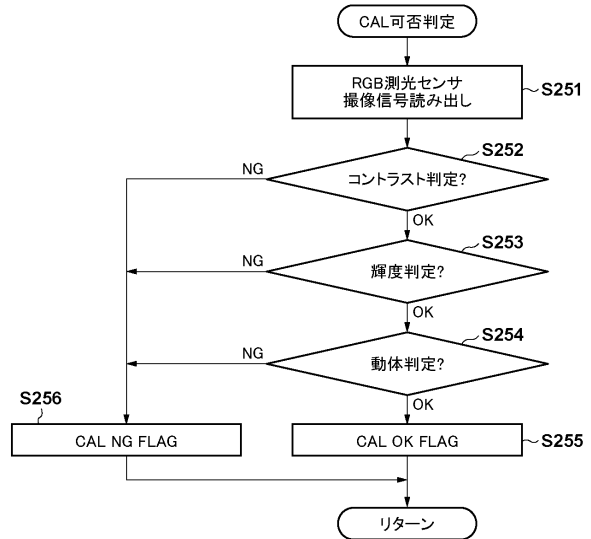 CAL可否判定
RGB測光センサ
撮像信号読み出し
S251
S252
NG
コントラスト判定?
OK
S253
NG
輝度判定?
OK
S254
NG
動体判定?
OK
S256
CAL NG FLAG
CAL OK FLAG
S255
リターン